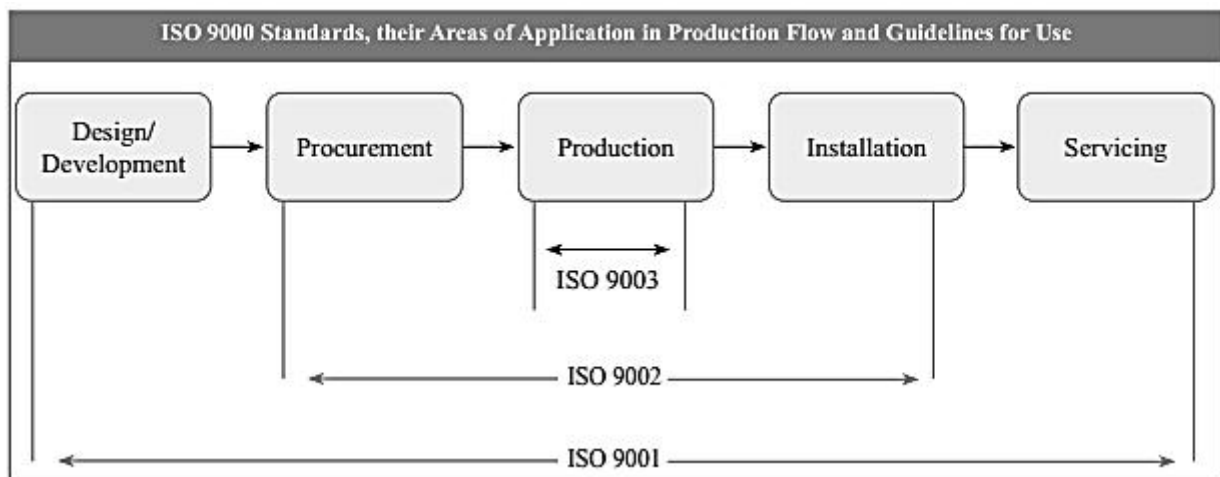 ISO 9000 Standards, their Areas of Application in Production Flow and Guidelines for Use
Design/
Development
Procurement
Production
Installation
Servicing
ISO 9003
ISO 9002
ISO 9001